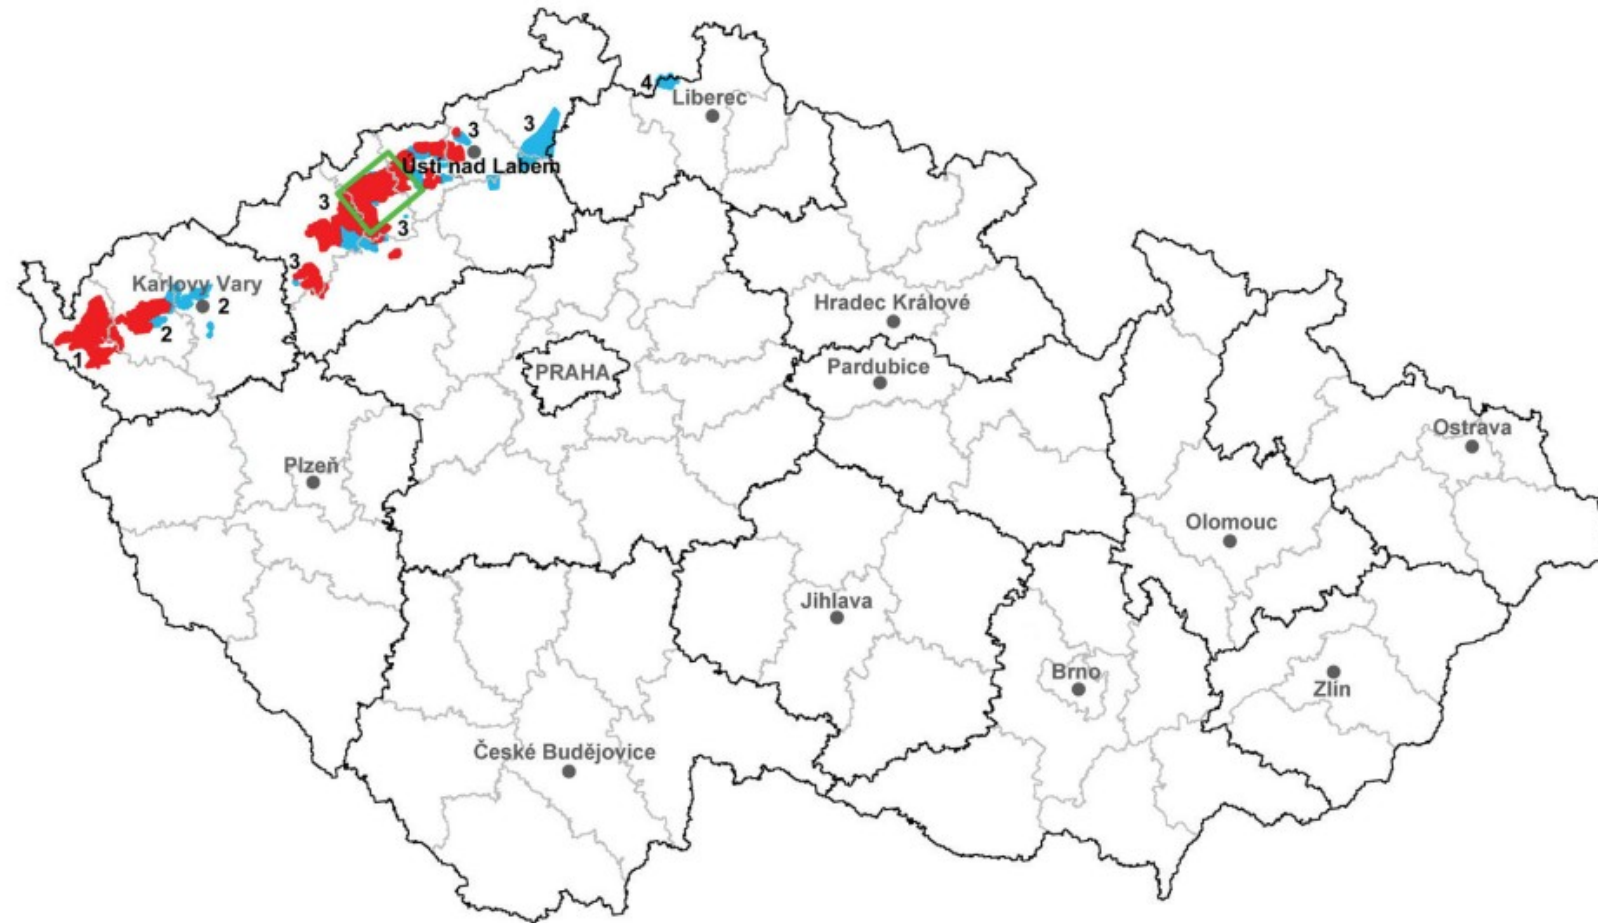 4
Liberec
3
3
Ústí nad Labem
3
3
3
Karlovy Vary
2
2
1
Hradec Králové
PRAHA
Pardubice
Ostrava
Plzeň
Olomouc
Jihlava
Brno
Zlín
České Budějovice